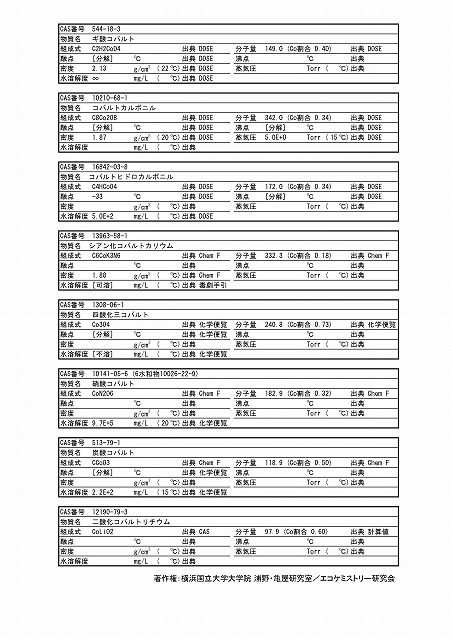 CAS番号 544-18-3
物質名 ギ酸コバルト
組成式 C2H2CoO4 出典 DOSE 分子量 149.0 (Co割合 0.40) 出典 DOSE
融点 [分解] ℃ 出典 DOSE 沸点 ℃ 出典
密度 2.13 g/cm³ (22℃) 出典 DOSE 蒸気圧 Torr ( ℃) 出典
水溶解度 ∞ mg/L ( ℃) 出典 DOSE
CAS番号 10210-68-1
物質名 コバルトカルボニル
組成式 C8Co2O8 出典 DOSE 分子量 342.0 (Co割合 0.34) 出典 DOSE
融点 [分解] ℃ 出典 DOSE 沸点 [分解] ℃ 出典 DOSE
密度 1.87 g/cm³ (20℃) 出典 DOSE 蒸気圧 5.0E+0 Torr (15℃) 出典 DOSE
水溶解度 mg/L ( ℃) 出典
CAS番号 16842-03-8
物質名 コバルトヒドロカルボニル
組成式 C4HCoO4 出典 DOSE 分子量 172.0 (Co割合 0.34) 出典 DOSE
融点 -33 ℃ 出典 DOSE 沸点 [分解] ℃ 出典 DOSE
密度 g/cm³ ( ℃) 出典 蒸気圧 Torr ( ℃) 出典
水溶解度 5.0E+2 mg/L ( ℃) 出典 DOSE
CAS番号 13963-58-1
物質名 シアン化コバルトカリウム
組成式 C6CoK3N6 出典 Chem F 分子量 332.3 (Co割合 0.18) 出典 Chem F
融点 ℃ 出典 沸点 ℃ 出典
密度 1.88 g/cm³ ( ℃) 出典 Chem F 蒸気圧 Torr ( ℃) 出典
水溶解度 [可溶] mg/L ( ℃) 出典 毒劇手引
CAS番号 1308-06-1
物質名 四酸化三コバルト
組成式 Co3O4 出典 化学便覧 分子量 240.8 (Co割合 0.73) 出典 化学便覧
融点 [分解] ℃ 出典 化学便覧 沸点 ℃ 出典
密度 g/cm³ ( ℃) 出典 蒸気圧 Torr ( ℃) 出典
水溶解度 [不溶] mg/L ( ℃) 出典 化学便覧
CAS番号 10141-05-6 (6水和物10026-22-9)
物質名 硝酸コバルト
組成式 CoN2O6 出典 Chem F 分子量 182.9 (Co割合 0.32) 出典 Chem F
融点 ℃ 出典 沸点 ℃ 出典
密度 g/cm³ ( ℃) 出典 蒸気圧 Torr ( ℃) 出典
水溶解度 9.7E+5 mg/L (20℃) 出典 化学便覧
CAS番号 513-79-1
物質名 炭酸コバルト
組成式 CCoO3 出典 Chem F 分子量 118.9 (Co割合 0.50) 出典 Chem F
融点 [分解] ℃ 出典 化学便覧 沸点 ℃ 出典
密度 g/cm³ ( ℃) 出典 蒸気圧 Torr ( ℃) 出典
水溶解度 2.2E+2 mg/L (15℃) 出典 化学便覧
CAS番号 12190-79-3
物質名 二酸化コバルトリチウム
組成式 CoLiO2 出典 CAS 分子量 97.9 (Co割合 0.60) 出典 計算値
融点 ℃ 出典 沸点 ℃ 出典
密度 g/cm³ ( ℃) 出典 蒸気圧 Torr ( ℃) 出典
水溶解度 mg/L ( ℃) 出典
著作権:横浜国立大学大学院 浦野・亀屋研究室/エコケミストリー研究会